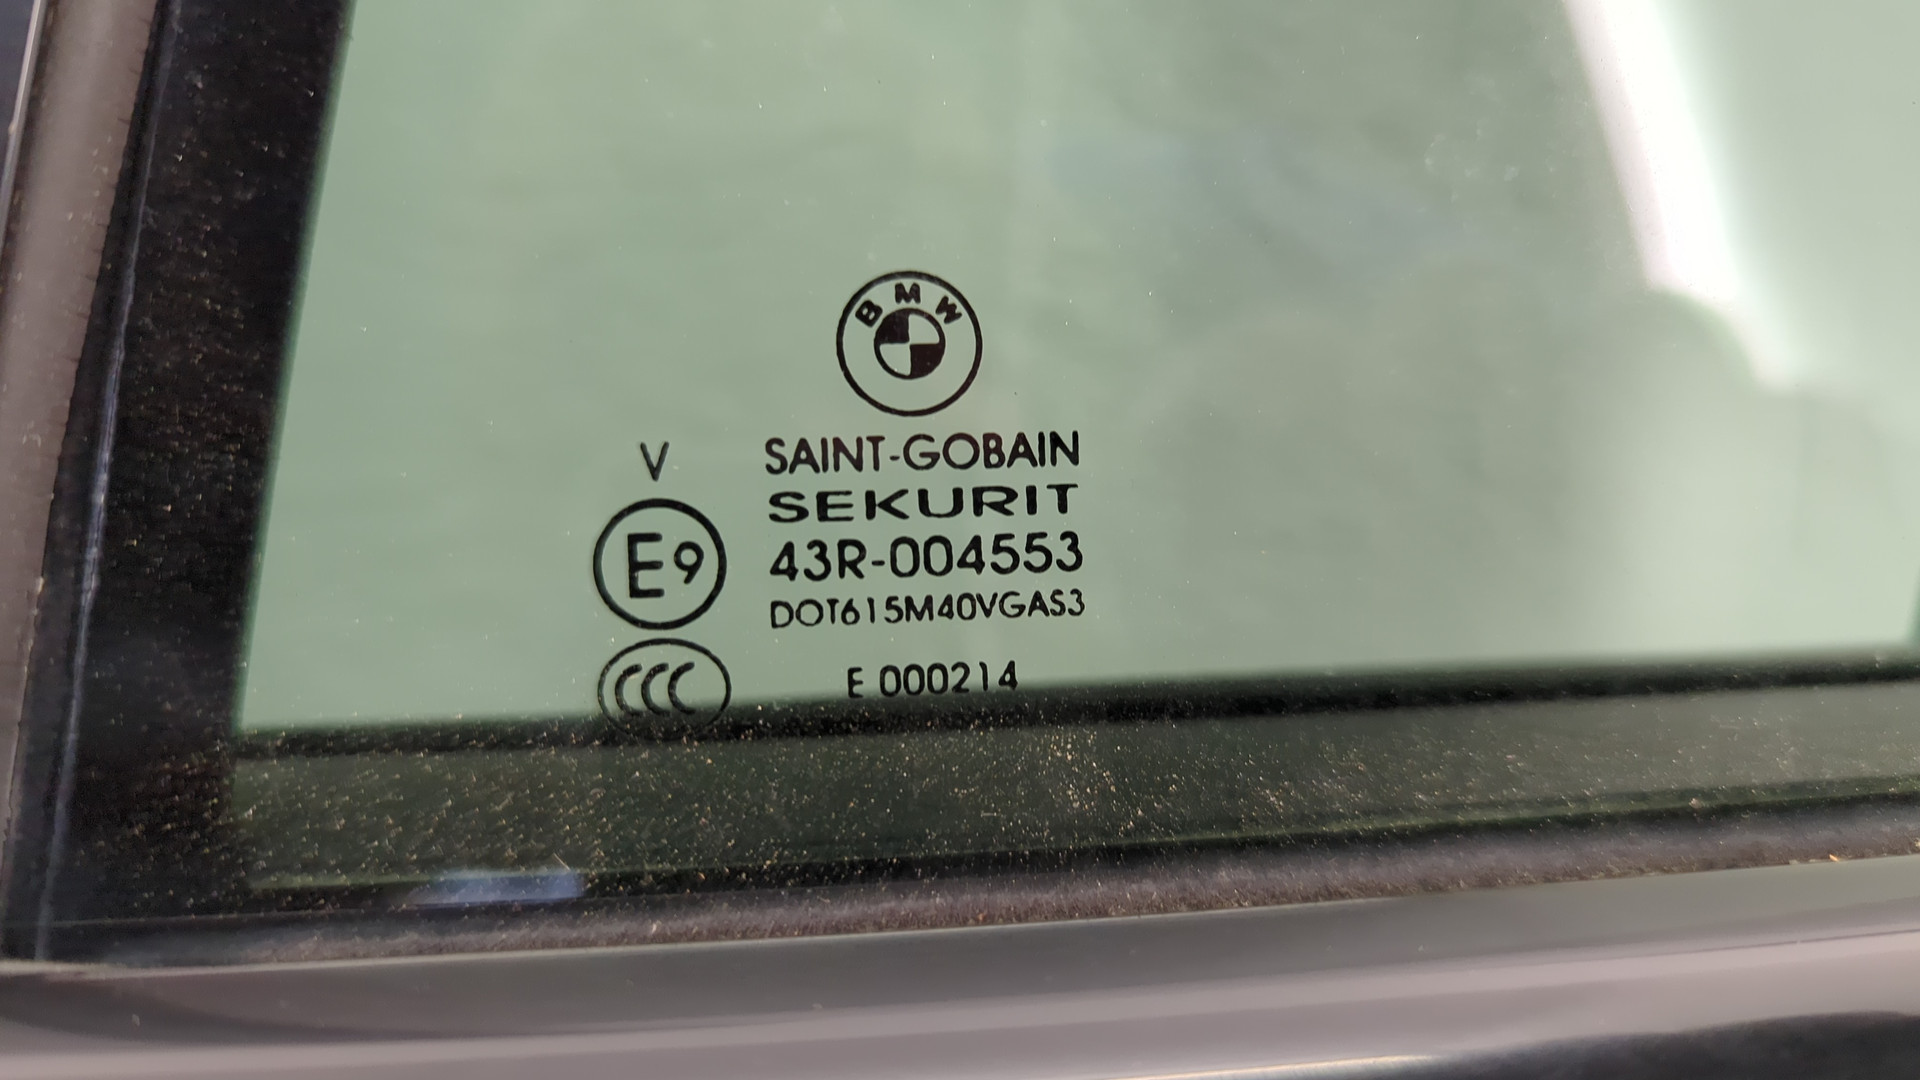 BMW
V
SAINT-GOBAIN
SEKURIT
E9
43R-004553
DOT615M40VGAS3
CCC
E 000214